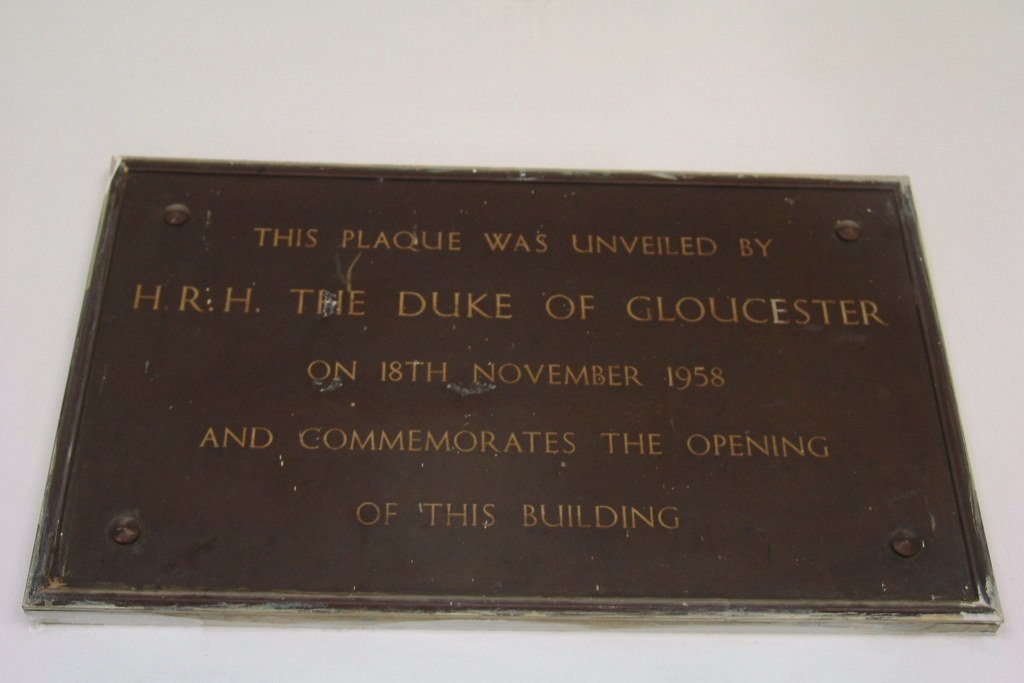 THIS PLAQUE WAS UNVEILED BY
H.R.H. THE DUKE OF GLOUCESTER
ON 18TH NOVEMBER 1958
AND COMMEMORATES THE OPENING
OF THIS BUILDING